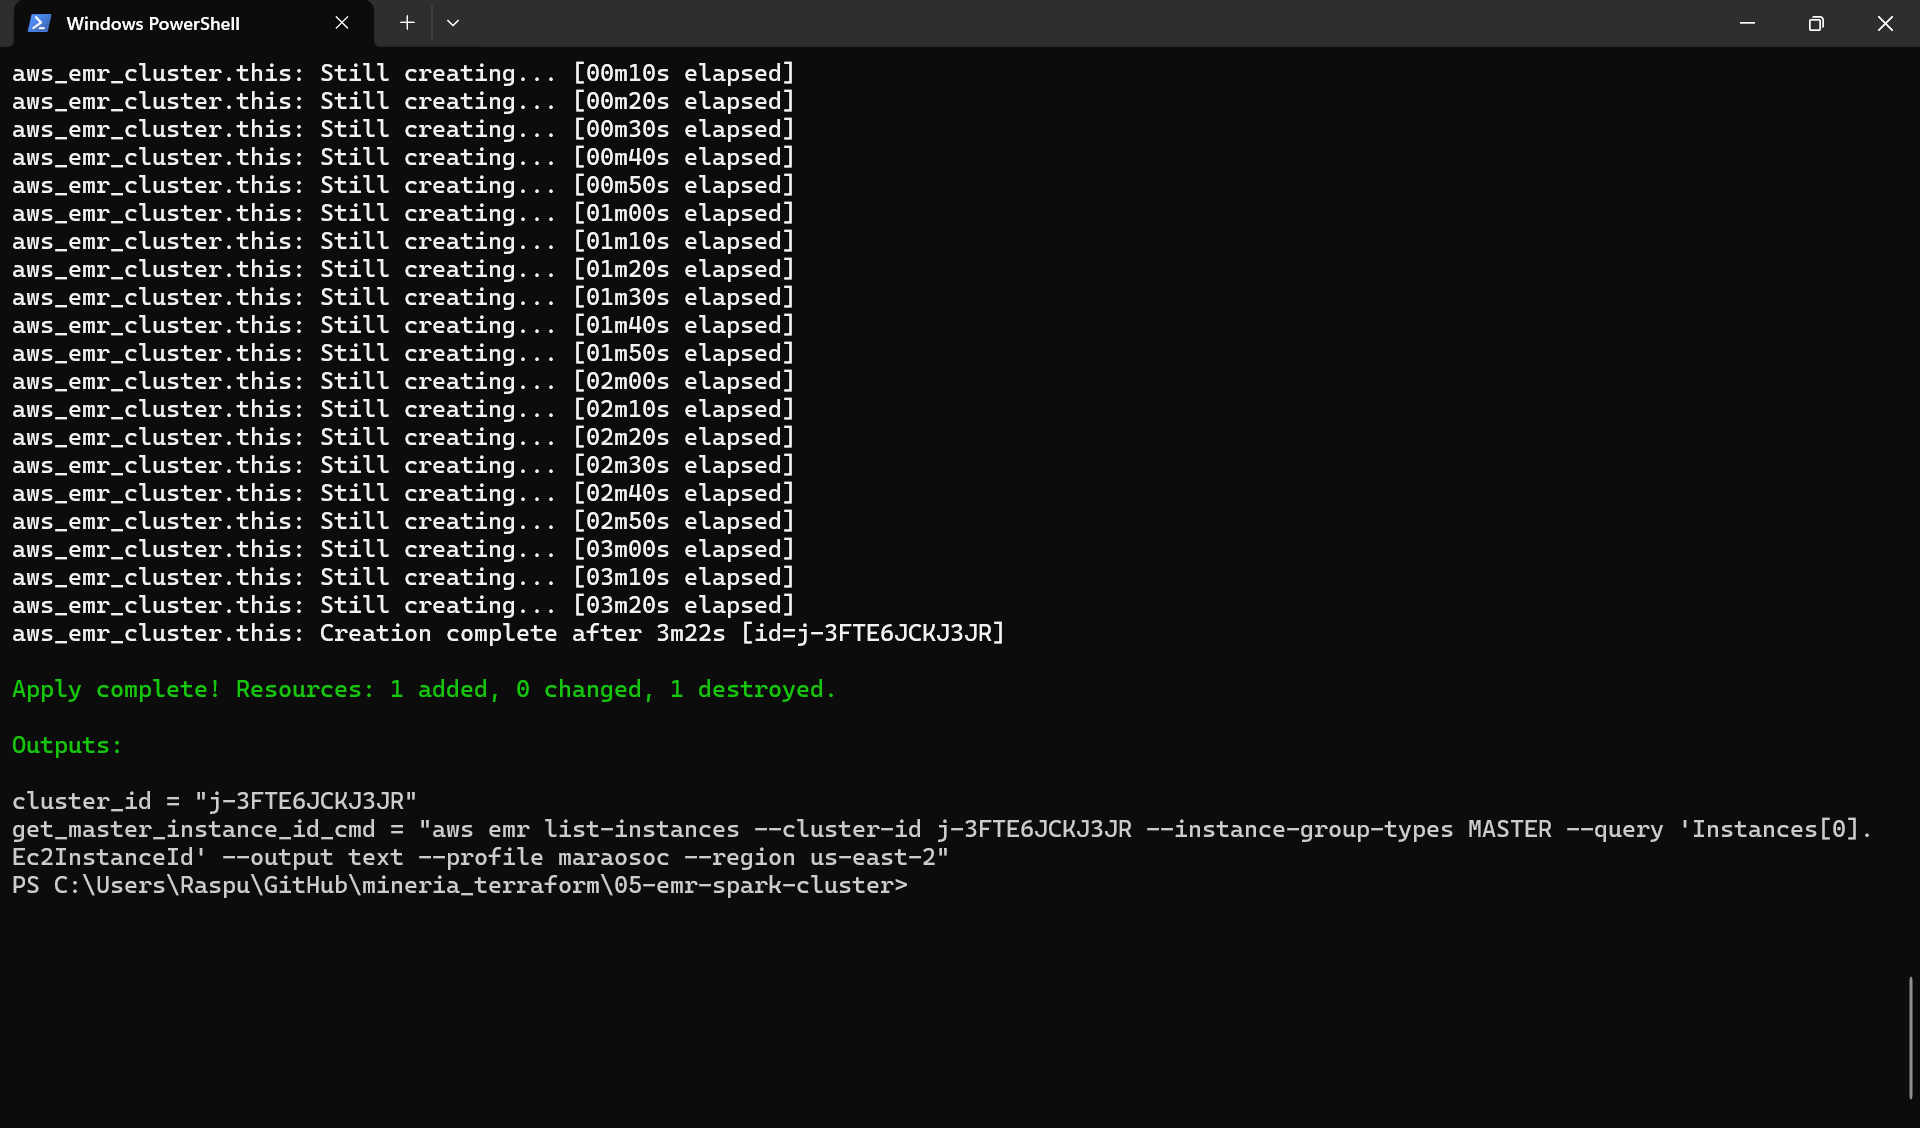 Windows PowerShell
aws_emr_cluster.this: Still creating... [00m10s elapsed]
aws_emr_cluster.this: Still creating... [00m20s elapsed]
aws_emr_cluster.this: Still creating... [00m30s elapsed]
aws_emr_cluster.this: Still creating... [00m40s elapsed]
aws_emr_cluster.this: Still creating... [00m50s elapsed]
aws_emr_cluster.this: Still creating... [01m00s elapsed]
aws_emr_cluster.this: Still creating... [01m10s elapsed]
aws_emr_cluster.this: Still creating... [01m20s elapsed]
aws_emr_cluster.this: Still creating... [01m30s elapsed]
aws_emr_cluster.this: Still creating... [01m40s elapsed]
aws_emr_cluster.this: Still creating... [01m50s elapsed]
aws_emr_cluster.this: Still creating... [02m00s elapsed]
aws_emr_cluster.this: Still creating... [02m10s elapsed]
aws_emr_cluster.this: Still creating... [02m20s elapsed]
aws_emr_cluster.this: Still creating... [02m30s elapsed]
aws_emr_cluster.this: Still creating... [02m40s elapsed]
aws_emr_cluster.this: Still creating... [02m50s elapsed]
aws_emr_cluster.this: Still creating... [03m00s elapsed]
aws_emr_cluster.this: Still creating... [03m10s elapsed]
aws_emr_cluster.this: Still creating... [03m20s elapsed]
aws_emr_cluster.this: Creation complete after 3m22s [id=j-3FTE6JCKJ3JR]
Apply complete! Resources: 1 added, 0 changed, 1 destroyed.
Outputs:
cluster_id = "j-3FTE6JCKJ3JR"
get_master_instance_id_cmd = "aws emr list-instances --cluster-id j-3FTE6JCKJ3JR --instance-group-types MASTER --query 'Instances[0].
Ec2InstanceId' --output text --profile maraosoc --region us-east-2"
PS C:\Users\Raspu\GitHub\mineria_terraform\05-emr-spark-cluster>